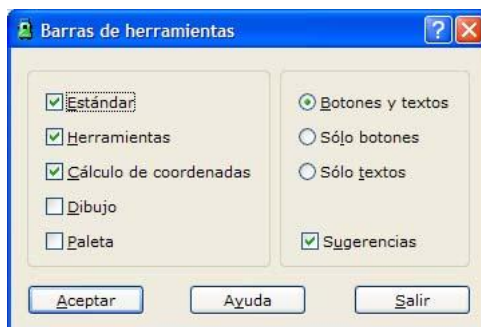 Barras de herramientas
Estándar
Herramientas
Cálculo de coordenadas
Dibujo
Paleta
Botones y textos
Sólo botones
Sólo textos
Sugerencias
Aceptar
Ayuda
Salir